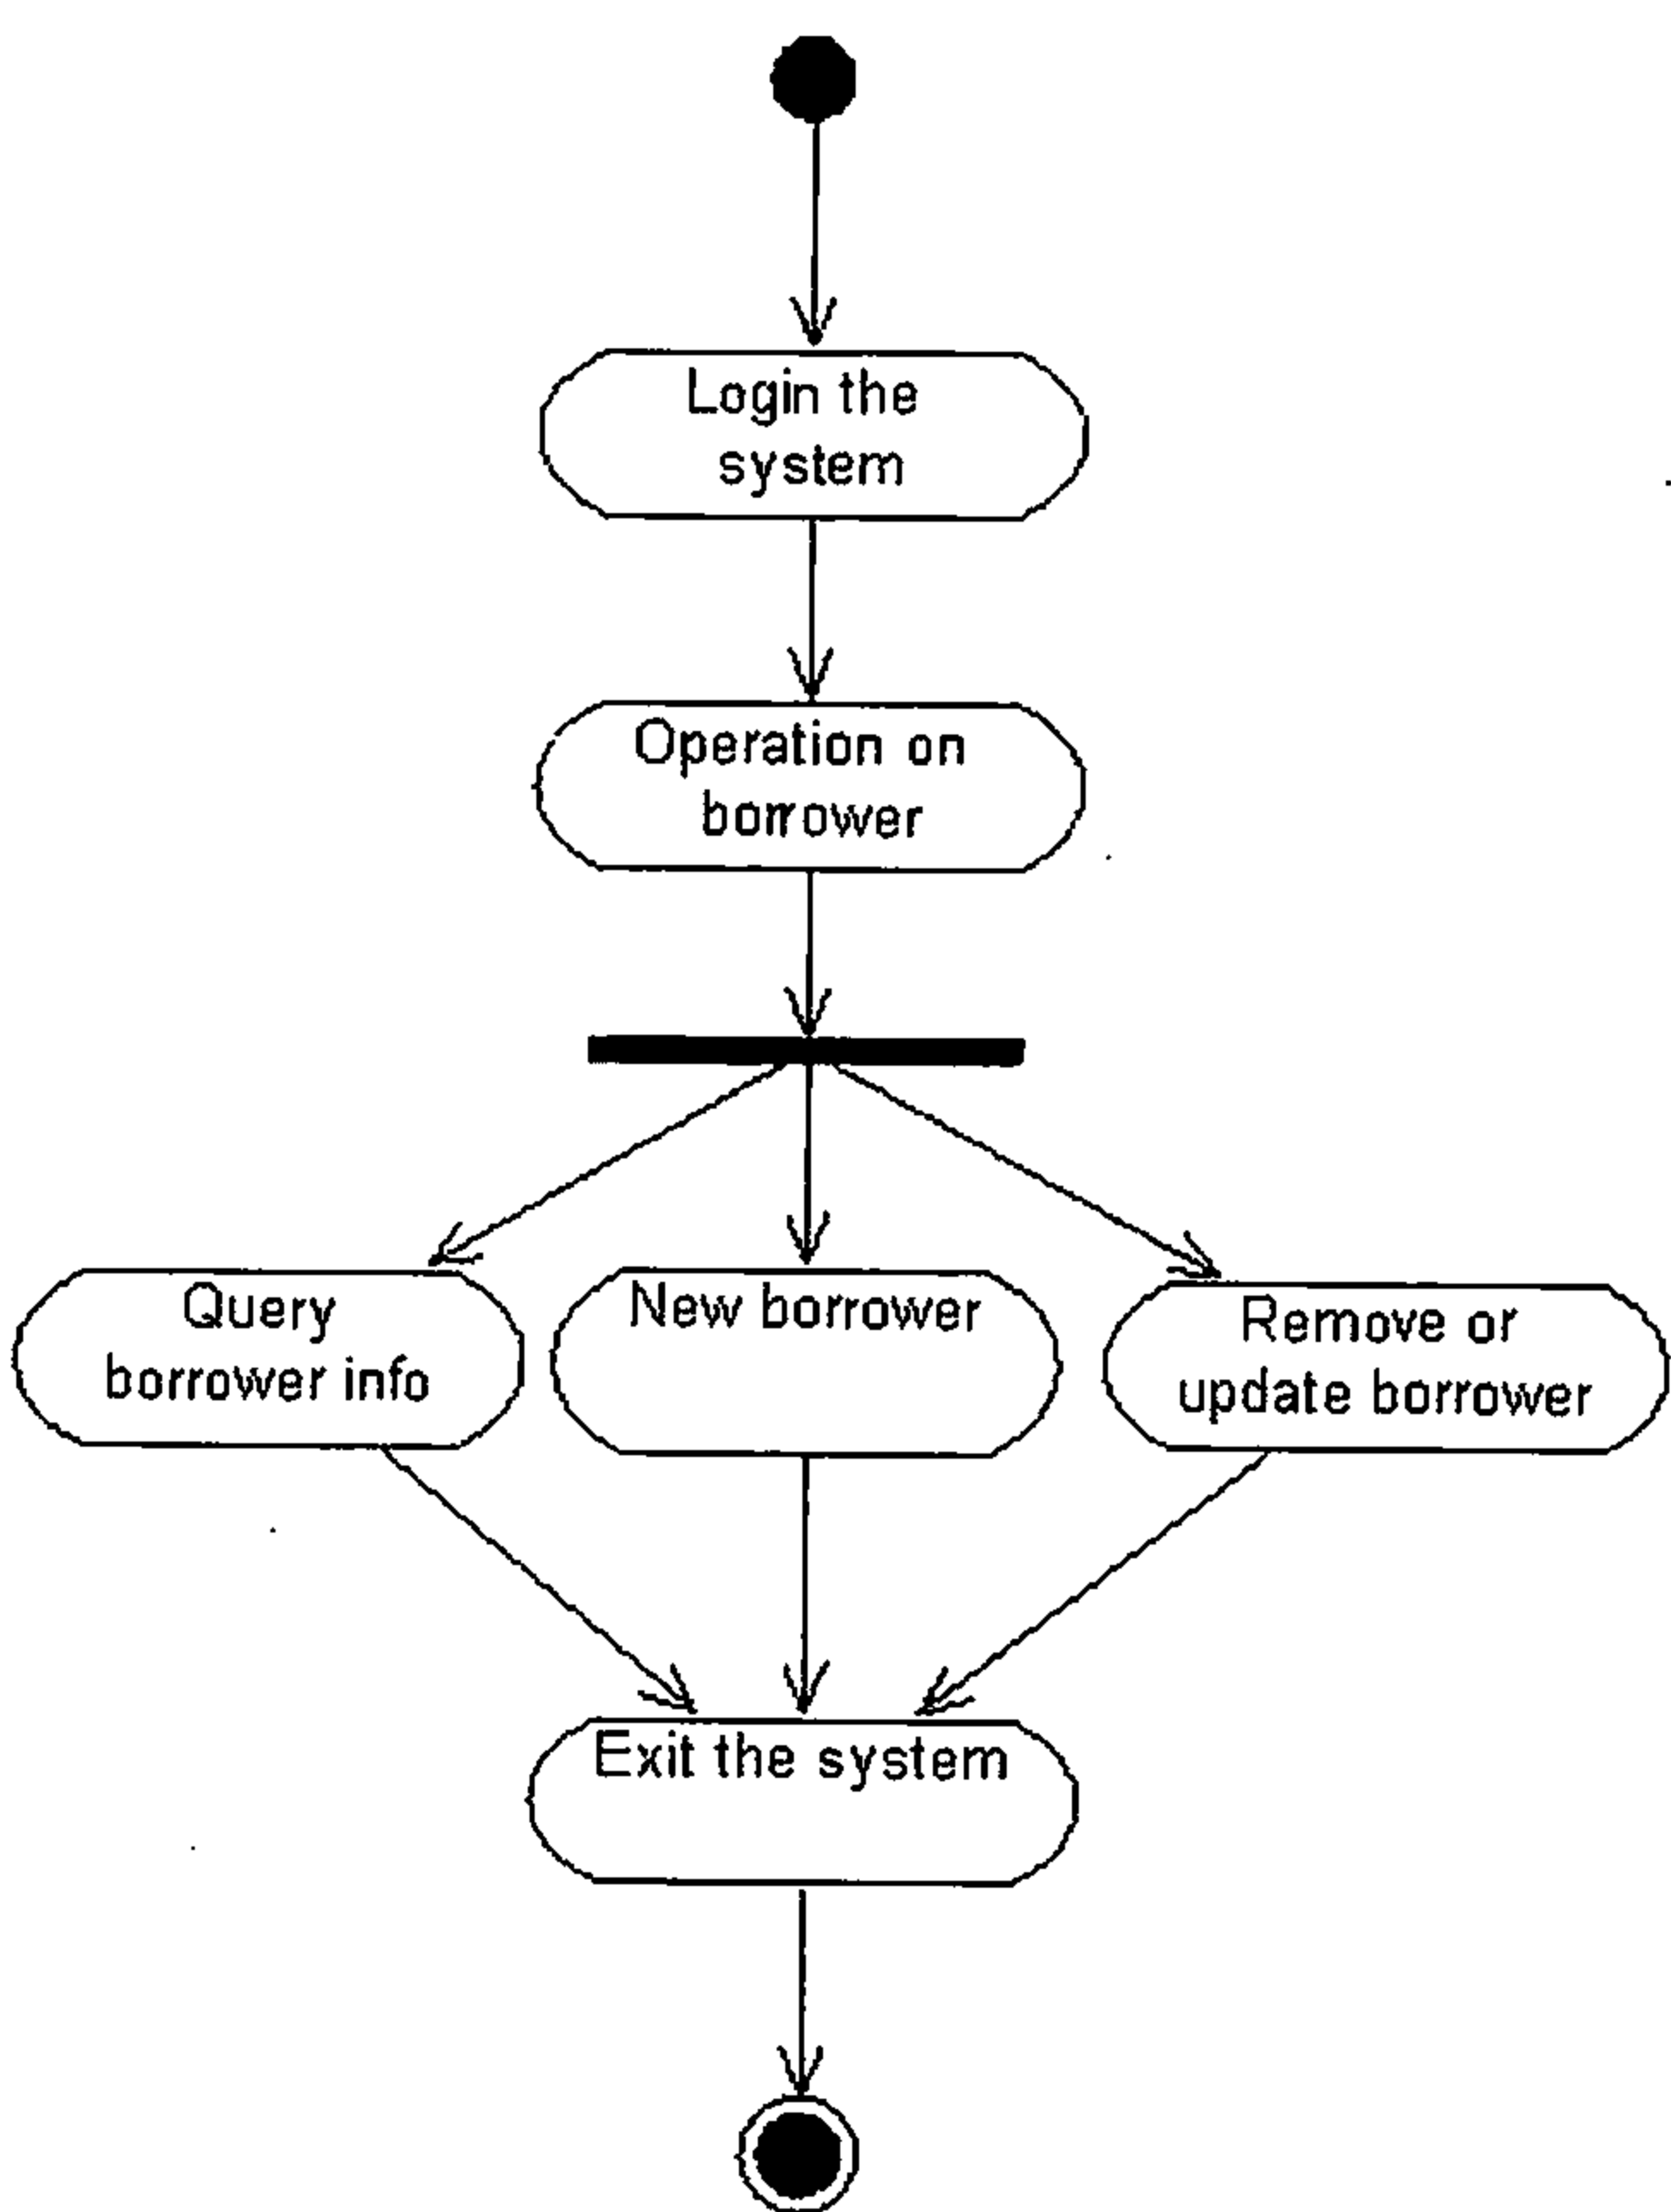 Login the
system
Operation on
borrower
Query
borrower info
New borrower
Remove or
update borrower
Exit the system